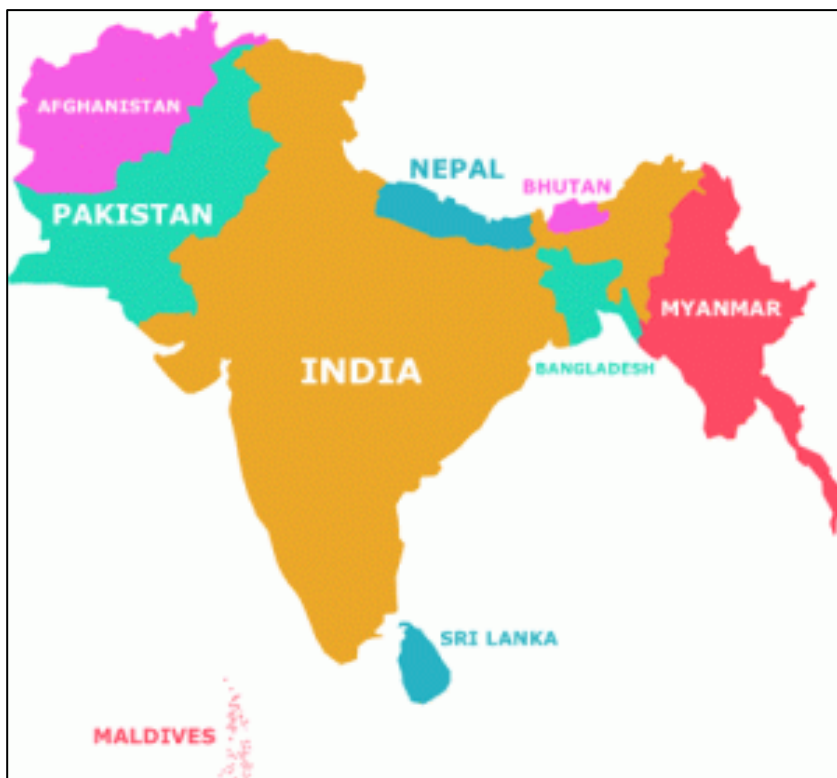 AFGHANISTAN
NEPAL
BHUTAN
PAKISTAN
MYANMAR
INDIA
BANGLADESH
SRI LANKA
MALDIVES